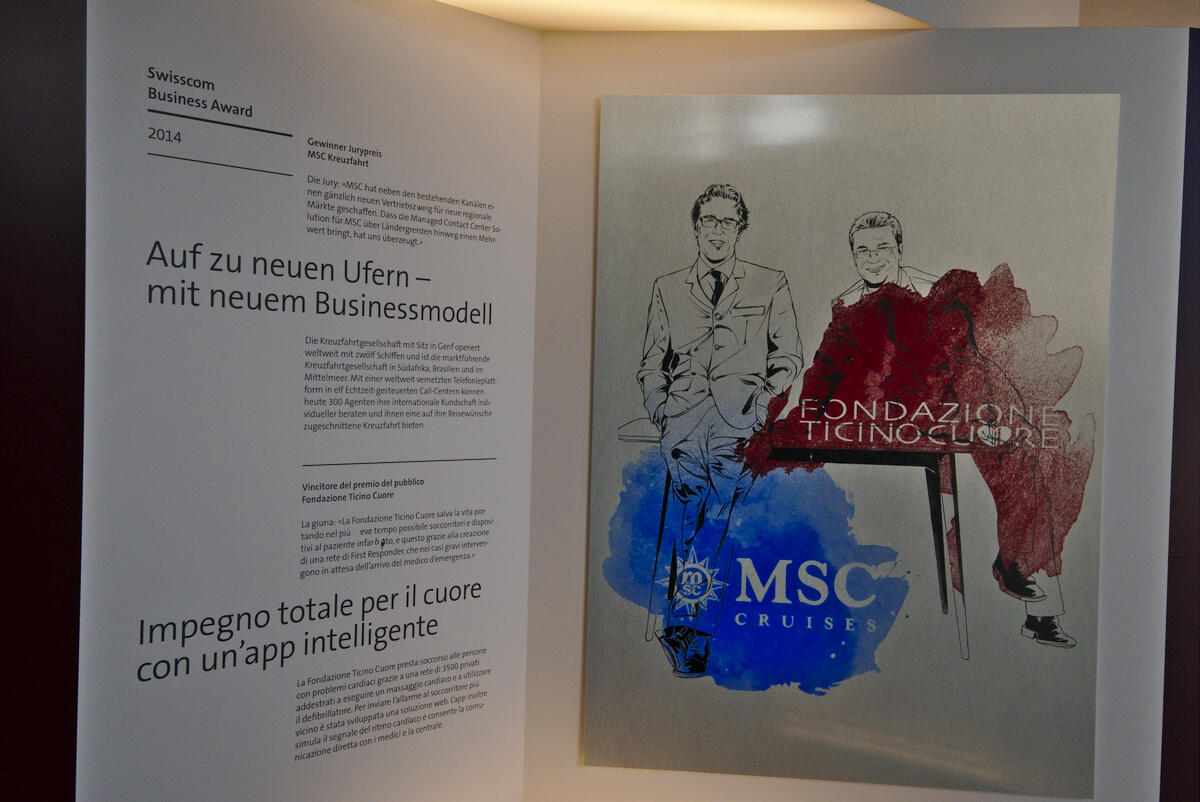 Swisscom
Business Award
2014
Gewinner Jurypreis
MSC Kreuzfahrt
Die Jury: «MSC hat neben den bestehenden Kanälen ei-
nen gänzlich neuen Vertriebszweig für neue regionale
Märkte geschaffen. Dass die Managed Contact Center So-
lution für MSC über Ländergrenzen hinweg einen Mehr-
wert bringt, hat uns überzeugt.»
Auf zu neuen Ufern –
mit neuem Businessmodell
Die Kreuzfahrtgesellschaft mit Sitz in Genf operiert
weltweit mit zwölf Schiffen und ist die marktführende
Kreuzfahrtgesellschaft in Südafrika, Brasilien und im
Mittelmeer. Mit einer weltweit vernetzten Telefonieplatt-
form in elf Echtzeit-gesteuerten Call-Centern können
heute 300 Agenten ihre internationale Kundschaft indi-
vidueller beraten und ihnen eine auf ihre Reisewünsche
zugeschnittene Kreuzfahrt bieten.
Vincitore del premio del pubblico
Fondazione Ticino Cuore
La giuria: «La Fondazione Ticino Cuore salva la vita por-
tando nel più eve tempo possibile soccorritori e disposi-
tivi al paziente, e questo grazie alla creazione
di una rete di First Responder, che nei casi gravi interven-
gono in attesa dell'arrivo del medico d'emergenza.»
Impegno totale per il cuore
con un'app intelligente
La Fondazione Ticino Cuore presta soccorso alle persone
con problemi cardiaci grazie a una rete di 3500 privati
addestrati a eseguire un massaggio cardiaco e a utilizzare
il defibrillatore. Per inviare l'allarme al soccorritore più
vicino è stata sviluppata una soluzione web. L'app inoltre
simula il segnale del ritmo cardiaco e consente la comu-
nicazione diretta con i medici e la centrale.
FONDAZIONE
TICINOCUORE
msc
MSC
CRUISES